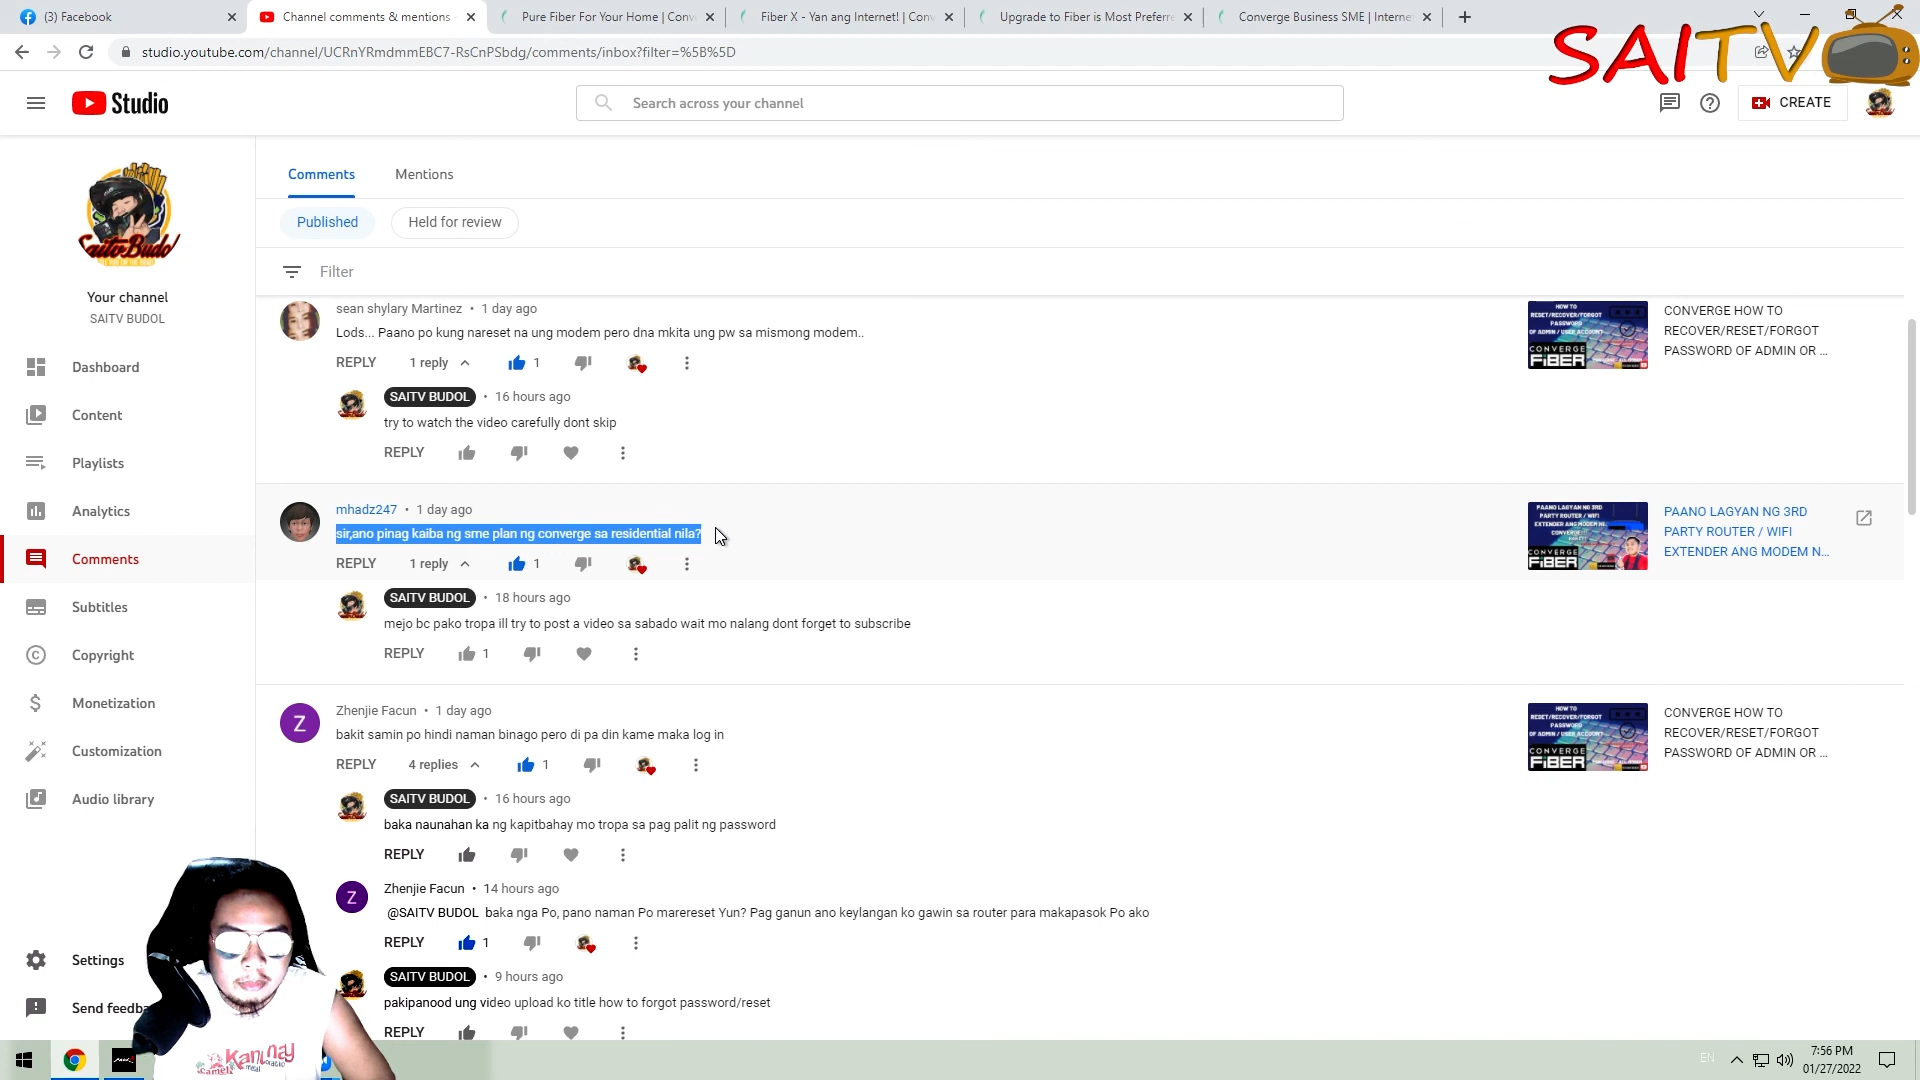 (3) Facebook
Channel comments & mentions -
Pure Fiber For Your Home | Conv
Fiber X - Yan ang Internet! | Conv
Upgrade to Fiber is Most Preferre
Converge Business SME | Internet
studio.youtube.com/channel/UCRnYRmdmmEBC7-RsCnPSbdg/comments/inbox?filter=%5B%5D
SAITV
Studio
Search across your channel
CREATE
Your channel
SAITV BUDOL
Dashboard
Content
Playlists
Analytics
Comments
Subtitles
Copyright
Monetization
Customization
Audio library
Settings
Send feedba
Comments
Mentions
Published
Held for review
Filter
sean shylary Martinez • 1 day ago
Lods... Paano po kung nareset na ung modem pero dna mkita ung pw sa mismong modem..
REPLY 1 reply 1
SAITV BUDOL • 16 hours ago
try to watch the video carefully dont skip
REPLY
CONVERGE HOW TO
RECOVER/RESET/FORGOT
PASSWORD OF ADMIN OR ...
mhadz247 • 1 day ago
sir,ano pinag kaiba ng sme plan ng converge sa residential nila?
REPLY 1 reply 1
SAITV BUDOL • 18 hours ago
mejo bc pako tropa ill try to post a video sa sabado wait mo nalang dont forget to subscribe
REPLY 1
PAANO LAGYAN NG 3RD
PARTY ROUTER / WIFI
EXTENDER ANG MODEM N...
Zhenjie Facun • 1 day ago
bakit samin po hindi naman binago pero di pa din kame maka log in
REPLY 4 replies 1
SAITV BUDOL • 16 hours ago
baka naunahan ka ng kapitbahay mo tropa sa pag palit ng password
REPLY
CONVERGE HOW TO
RECOVER/RESET/FORGOT
PASSWORD OF ADMIN OR ...
Z
Zhenjie Facun • 14 hours ago
@SAITV BUDOL baka nga Po, pano naman Po marereset Yun? Pag ganun ano keylangan ko gawin sa router para makapasok Po ako
REPLY 1
SAITV BUDOL • 9 hours ago
pakipanood ung video upload ko title how to forgot password/reset
REPLY
CONVERGE
FIBER
Kanunay
EN
7:56 PM
01/27/2022